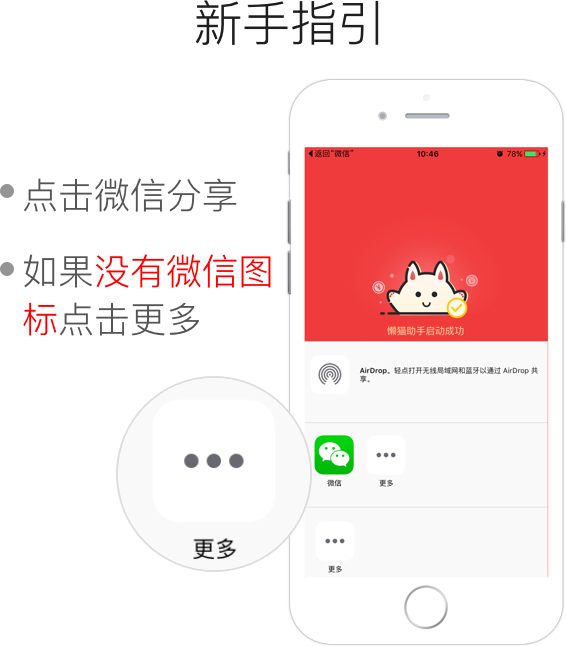 新手指引
点击微信分享
如果没有微信图
标点击更多
更多
返回"微信"
10:46
78%
懒猫助手启动成功
AirDrop。轻点打开无线局域网和蓝牙以通过 AirDrop 共
享。
微信
更多
更多